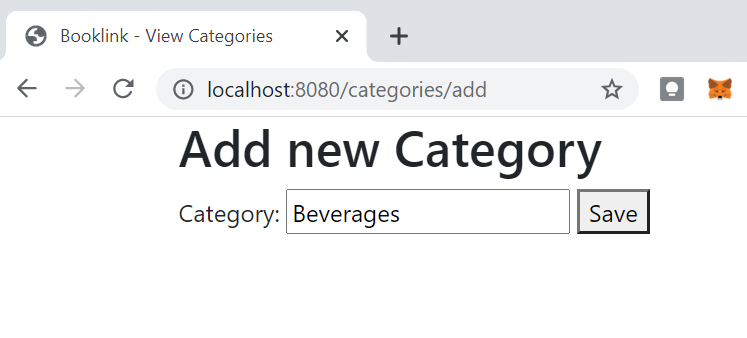 Booklink - View Categories
localhost:8080/categories/add
Add new Category
Category: Beverages Save